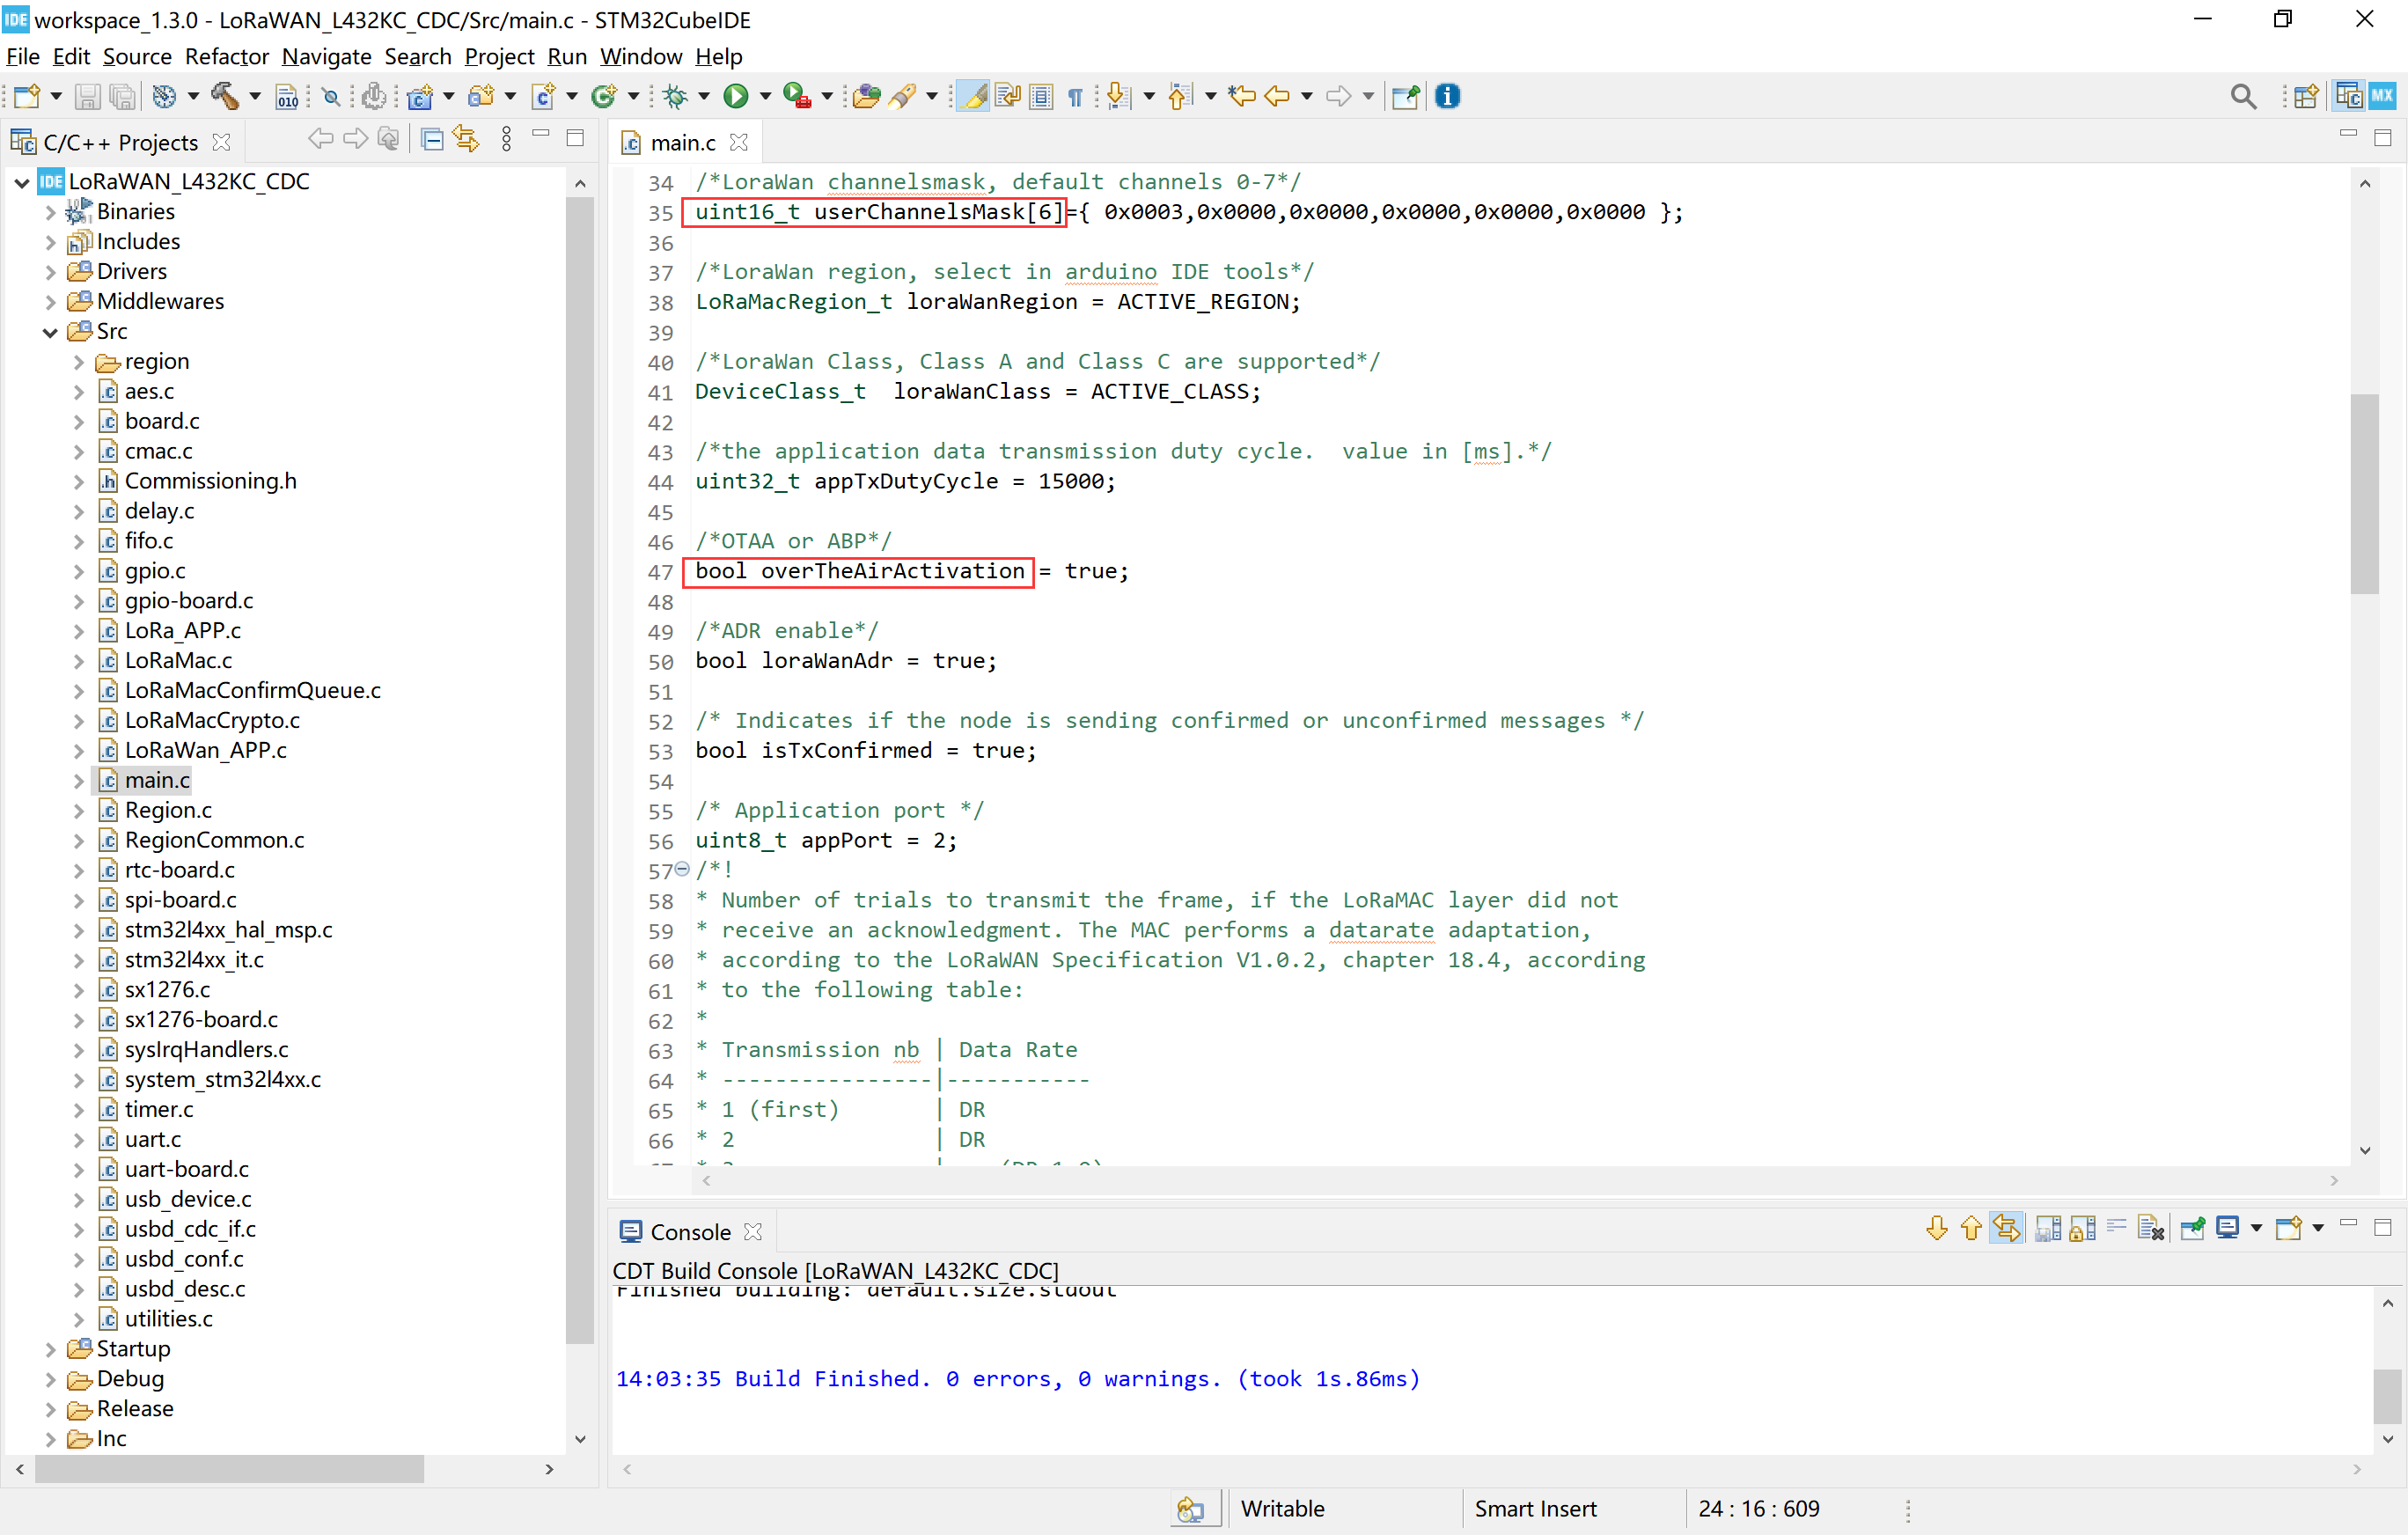 IDE workspace_1.3.0 - LoRaWAN_L432KC_CDC/Src/main.c - STM32CubeIDE
File Edit Source Refactor Navigate Search Project Run Window Help
010
MX
C/C++ Projects
main.c
IDE LoRaWAN_L432KC_CDC
Binaries
Includes
Drivers
Middlewares
Src
region
aes.c
board.c
cmac.c
Commissioning.h
delay.c
fifo.c
gpio.c
gpio-board.c
LoRa_APP.c
LoRaMac.c
LoRaMacConfirmQueue.c
LoRaMacCrypto.c
LoRaWan_APP.c
main.c
Region.c
RegionCommon.c
rtc-board.c
spi-board.c
stm32l4xx_hal_msp.c
stm32l4xx_it.c
sx1276.c
sx1276-board.c
sysIrqHandlers.c
system_stm32l4xx.c
timer.c
uart.c
uart-board.c
usb_device.c
usbd_cdc_if.c
usbd_conf.c
usbd_desc.c
utilities.c
Startup
Debug
Release
Inc
34 /*LoraWan channelsmask, default channels 0-7*/
35 uint16_t userChannelsMask[6]={ 0x0003,0x0000,0x0000,0x0000,0x0000,0x0000 };
36
37 /*LoraWan region, select in arduino IDE tools*/
38 LoRaMacRegion_t loraWanRegion = ACTIVE_REGION;
39
40 /*LoraWan Class, Class A and Class C are supported*/
41 DeviceClass_t  loraWanClass = ACTIVE_CLASS;
42
43 /*the application data transmission duty cycle.  value in [ms].*/
44 uint32_t appTxDutyCycle = 15000;
45
46 /*OTAA or ABP*/
47 bool overTheAirActivation = true;
48
49 /*ADR enable*/
50 bool loraWanAdr = true;
51
52 /* Indicates if the node is sending confirmed or unconfirmed messages */
53 bool isTxConfirmed = true;
54
55 /* Application port */
56 uint8_t appPort = 2;
57 /*!
58 * Number of trials to transmit the frame, if the LoRaMAC layer did not
59 * receive an acknowledgment. The MAC performs a datarate adaptation,
60 * according to the LoRaWAN Specification V1.0.2, chapter 18.4, according
61 * to the following table:
62 *
63 * Transmission nb | Data Rate
64 * ----------------|-----------
65 * 1 (first)       | DR
66 * 2               | DR
Console
CDT Build Console [LoRaWAN_L432KC_CDC]
Finished building: default.size.stdout
14:03:35 Build Finished. 0 errors, 0 warnings. (took 1s.86ms)
Writable
Smart Insert
24 : 16 : 609